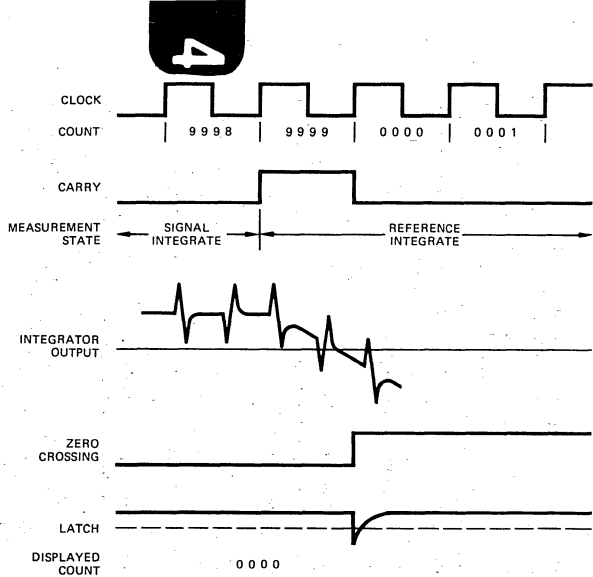 4
CLOCK
COUNT 9998 9999 0000 0001
CARRY
MEASUREMENT
STATE
SIGNAL
INTEGRATE
REFERENCE
INTEGRATE
INTEGRATOR
OUTPUT
ZERO
CROSSING
LATCH
DISPLAYED
COUNT
0000